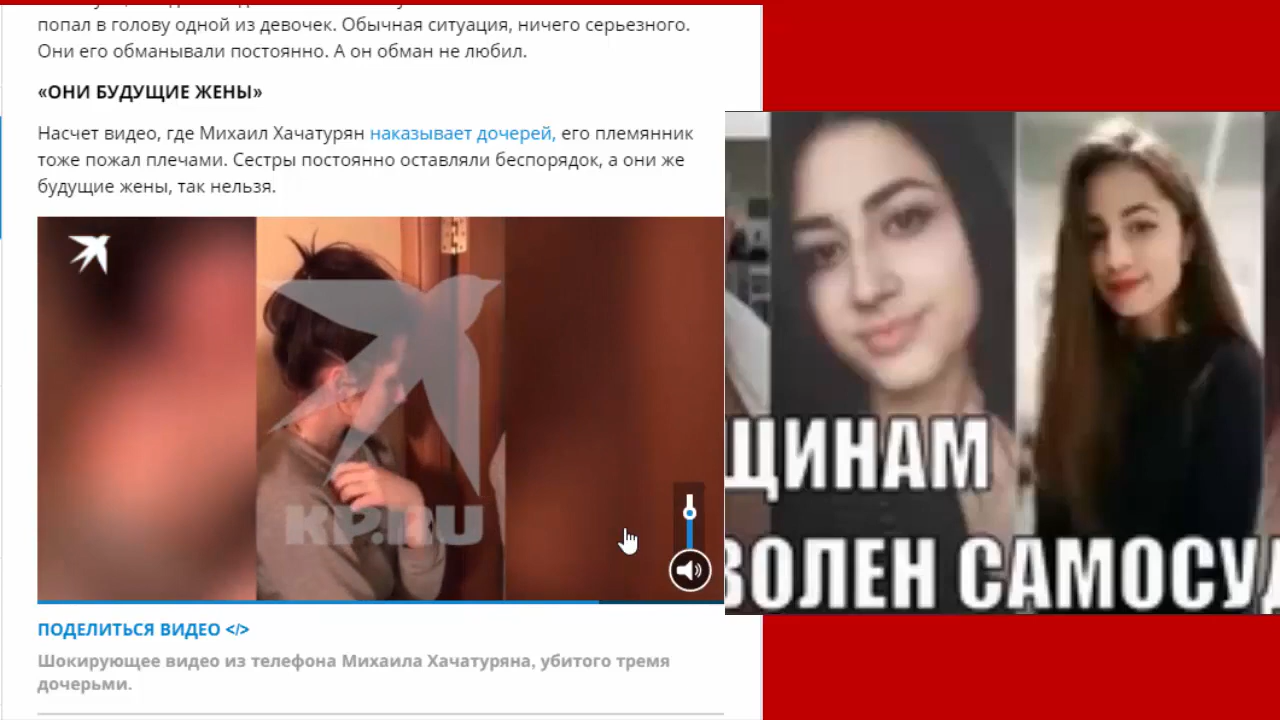 попал в голову одной из девочек. Обычная ситуация, ничего серьезного.
Они его обманывали постоянно. А он обман не любил.
«ОНИ БУДУЩИЕ ЖЕНЫ»
Насчет видео, где Михаил Хачатурян наказывает дочерей, его племянник
тоже пожал плечами. Сестры постоянно оставляли беспорядок, а они же
будущие жены, так нельзя.
KP.RU
ЩИНАМ
ВОЛЕН САМОСУД
ПОДЕЛИТЬСЯ ВИДЕО </>
Шокирующее видео из телефона Михаила Хачатуряна, убитого тремя
дочерьми.